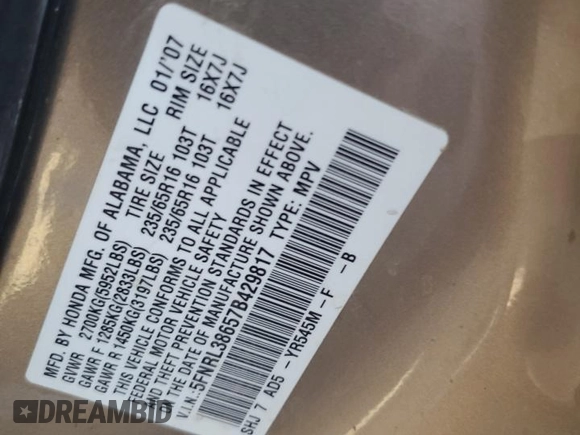 MFD. BY HONDA MFG. OF ALABAMA, LLC 01/'07
GVWR 2700KG(5952LBS) TIRE SIZE RIM SIZE
GAWR F 1285KG(2833LBS) 235/65R16 103T 16X7J
GAWR R 1450KG(3197LBS) 235/65R16 103T 16X7J
THIS VEHICLE CONFORMS TO ALL APPLICABLE
FEDERAL MOTOR VEHICLE SAFETY
AND THEFT PREVENTION STANDARDS IN EFFECT
ON THE DATE OF MANUFACTURE SHOWN ABOVE.
V.I.N. 5FNRL38657B429817 TYPE: MPV
SHJ 7 AD5 -YR545M -F -B
DREAMBID